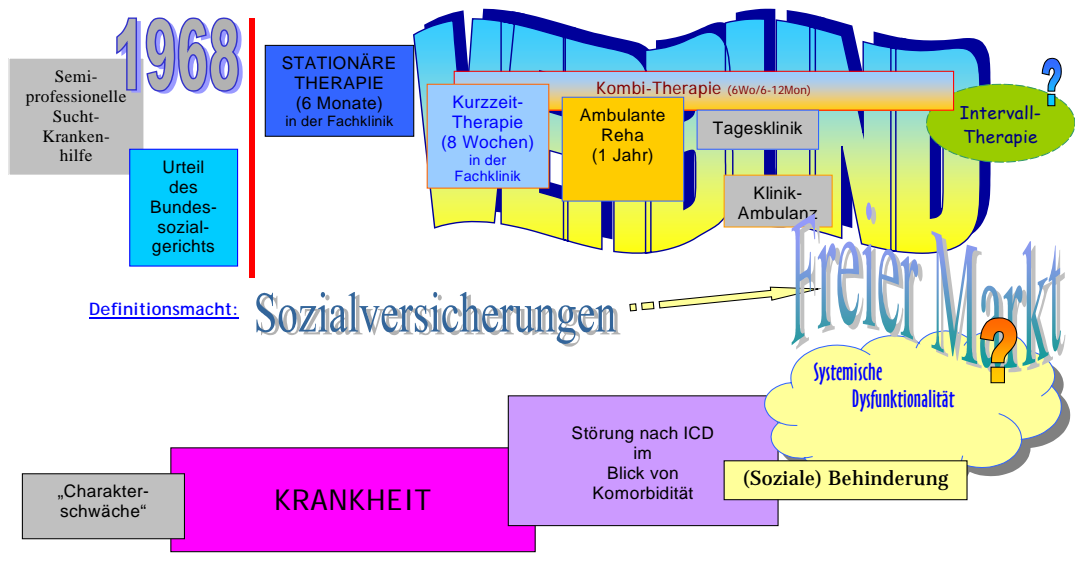 1968
Semi-
professionelle
Sucht-
Kranken-
hilfe
Urteil
des
Bundes-
sozial-
gerichts
STATIONÄRE
THERAPIE
(6 Monate)
in der Fachklinik
VERBUND
Kombi-Therapie (6Wo/6-12Mon)
Kurzzeit-
Therapie
(8 Wochen)
in der
Fachklinik
Ambulante
Reha
(1 Jahr)
Tagesklinik
Klinik-
Ambulanz
?
Intervall-
Therapie
Definitionsmacht:
Sozialversicherungen
Freier Markt
?
Systemische
Dysfunktionalität
„Charakter-
schwäche“
KRANKHEIT
Störung nach ICD
im
Blick von
Komorbidität
(Soziale) Behinderung